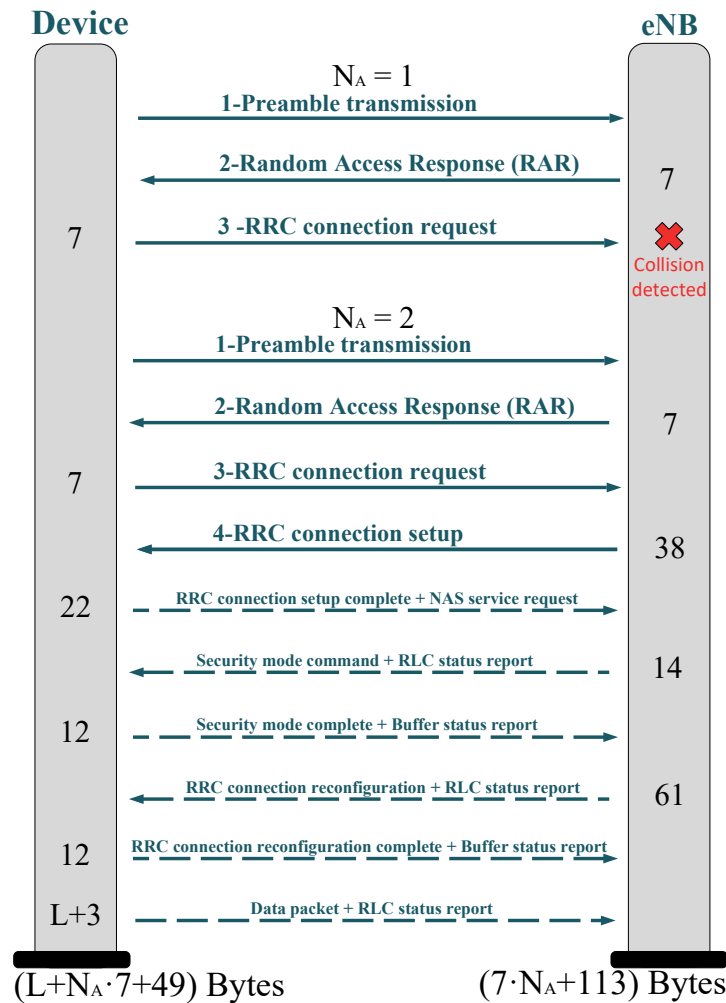 Device
eNB
Nᴀ = 1
1-Preamble transmission
2-Random Access Response (RAR)
7
7
3 -RRC connection request
Collision
detected
Nᴀ = 2
1-Preamble transmission
2-Random Access Response (RAR)
7
7
3-RRC connection request
4-RRC connection setup
38
22
RRC connection setup complete + NAS service request
Security mode command + RLC status report
14
12
Security mode complete + Buffer status report
RRC connection reconfiguration + RLC status report
61
12
RRC connection reconfiguration complete + Buffer status report
L+3
Data packet + RLC status report
(L+Nᴀ·7+49) Bytes
(7·Nᴀ+113) Bytes